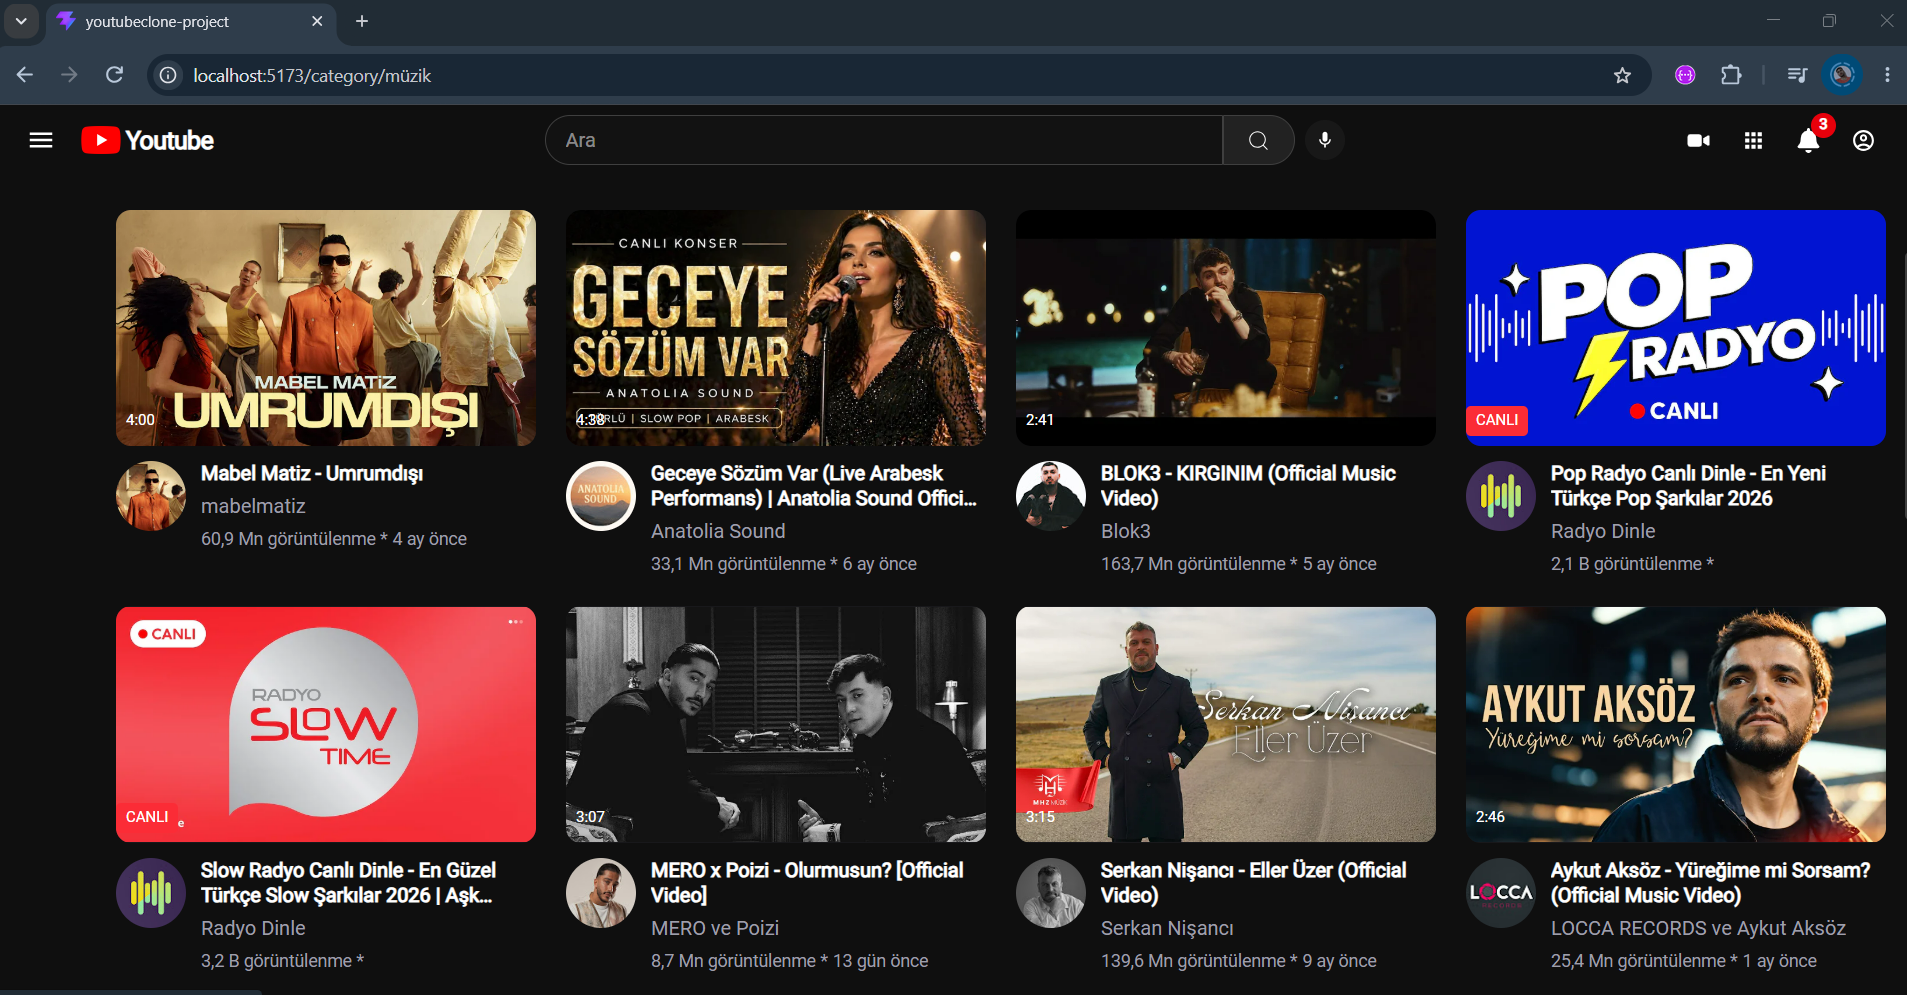 youtubeclone-project
localhost:5173/category/müzik
Youtube
Ara
3
CANLI KONSER
GECEYE
SÖZÜM VAR
ANATOLIA SOUND
SLOW POP | ARABESK
4:38
MABEL MATİZ
UMRUMDIŞI
4:00
2:41
POP
RADYO
CANLI
CANLI
Mabel Matiz - Umrumdışı
mabelmatiz
60,9 Mn görüntülenme * 4 ay önce
ANATOLIA
SOUND
Geceye Sözüm Var (Live Arabesk
Performans) | Anatolia Sound Offici...
Anatolia Sound
33,1 Mn görüntülenme * 6 ay önce
BLOK3 - KIRGINIM (Official Music
Video)
Blok3
163,7 Mn görüntülenme * 5 ay önce
Pop Radyo Canlı Dinle - En Yeni
Türkçe Pop Şarkılar 2026
Radyo Dinle
2,1 B görüntülenme *
CANLI
RADYO
SLOW
TIME
CANLI
e
3:07
Serkan Nişancı
Eller Üzer
MHZ MÜZİK
3:15
AYKUT AKSÖZ
Yüreğime mi sorsam?
2:46
Slow Radyo Canlı Dinle - En Güzel
Türkçe Slow Şarkılar 2026 | Aşk...
Radyo Dinle
3,2 B görüntülenme *
MERO x Poizi - Olurmusun? [Official
Video]
MERO ve Poizi
8,7 Mn görüntülenme * 13 gün önce
Serkan Nişancı - Eller Üzer (Official
Video)
Serkan Nişancı
139,6 Mn görüntülenme * 9 ay önce
LOCCA
RECORDS
Aykut Aksöz - Yüreğime mi Sorsam?
(Official Music Video)
LOCCA RECORDS ve Aykut Aksöz
25,4 Mn görüntülenme * 1 ay önce